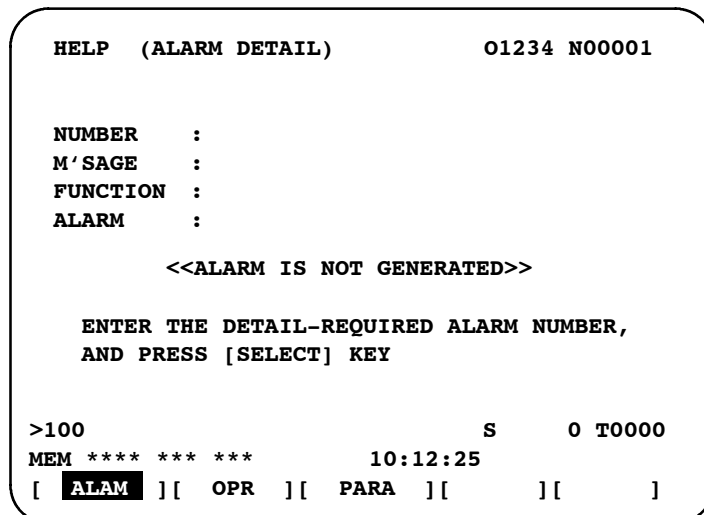 HELP (ALARM DETAIL) O1234 N00001
NUMBER :
M‘SAGE :
FUNCTION :
ALARM :
<<ALARM IS NOT GENERATED>>
ENTER THE DETAIL–REQUIRED ALARM NUMBER,
AND PRESS [SELECT] KEY
>100 S 0 T0000
MEM **** *** *** 10:12:25
[ ALAM ][ OPR ][ PARA ][ ][ ]